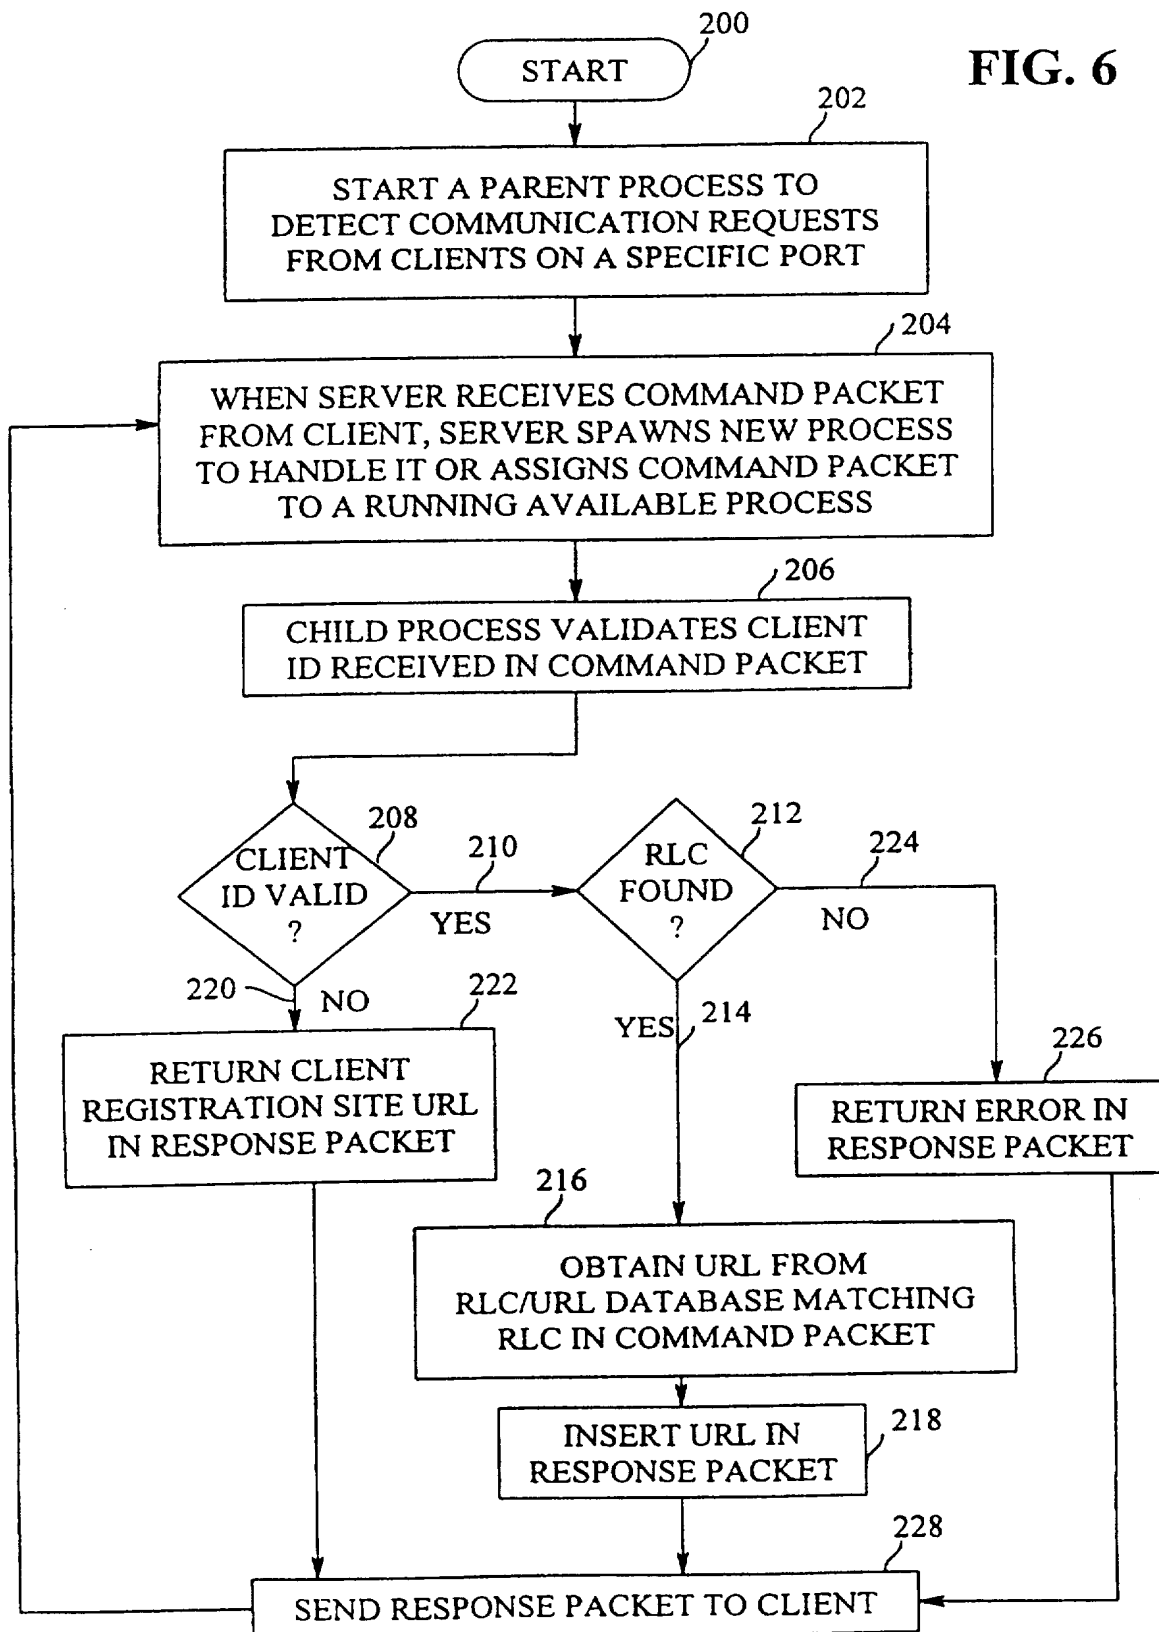 200
START
FIG. 6
202
START A PARENT PROCESS TO
DETECT COMMUNICATION REQUESTS
FROM CLIENTS ON A SPECIFIC PORT
204
WHEN SERVER RECEIVES COMMAND PACKET
FROM CLIENT, SERVER SPAWNS NEW PROCESS
TO HANDLE IT OR ASSIGNS COMMAND PACKET
TO A RUNNING AVAILABLE PROCESS
206
CHILD PROCESS VALIDATES CLIENT
ID RECEIVED IN COMMAND PACKET
208
CLIENT
ID VALID
?
210
YES
212
RLC
FOUND
?
224
NO
220
NO
222
RETURN CLIENT
REGISTRATION SITE URL
IN RESPONSE PACKET
YES
214
226
RETURN ERROR IN
RESPONSE PACKET
216
OBTAIN URL FROM
RLC/URL DATABASE MATCHING
RLC IN COMMAND PACKET
218
INSERT URL IN
RESPONSE PACKET
228
SEND RESPONSE PACKET TO CLIENT